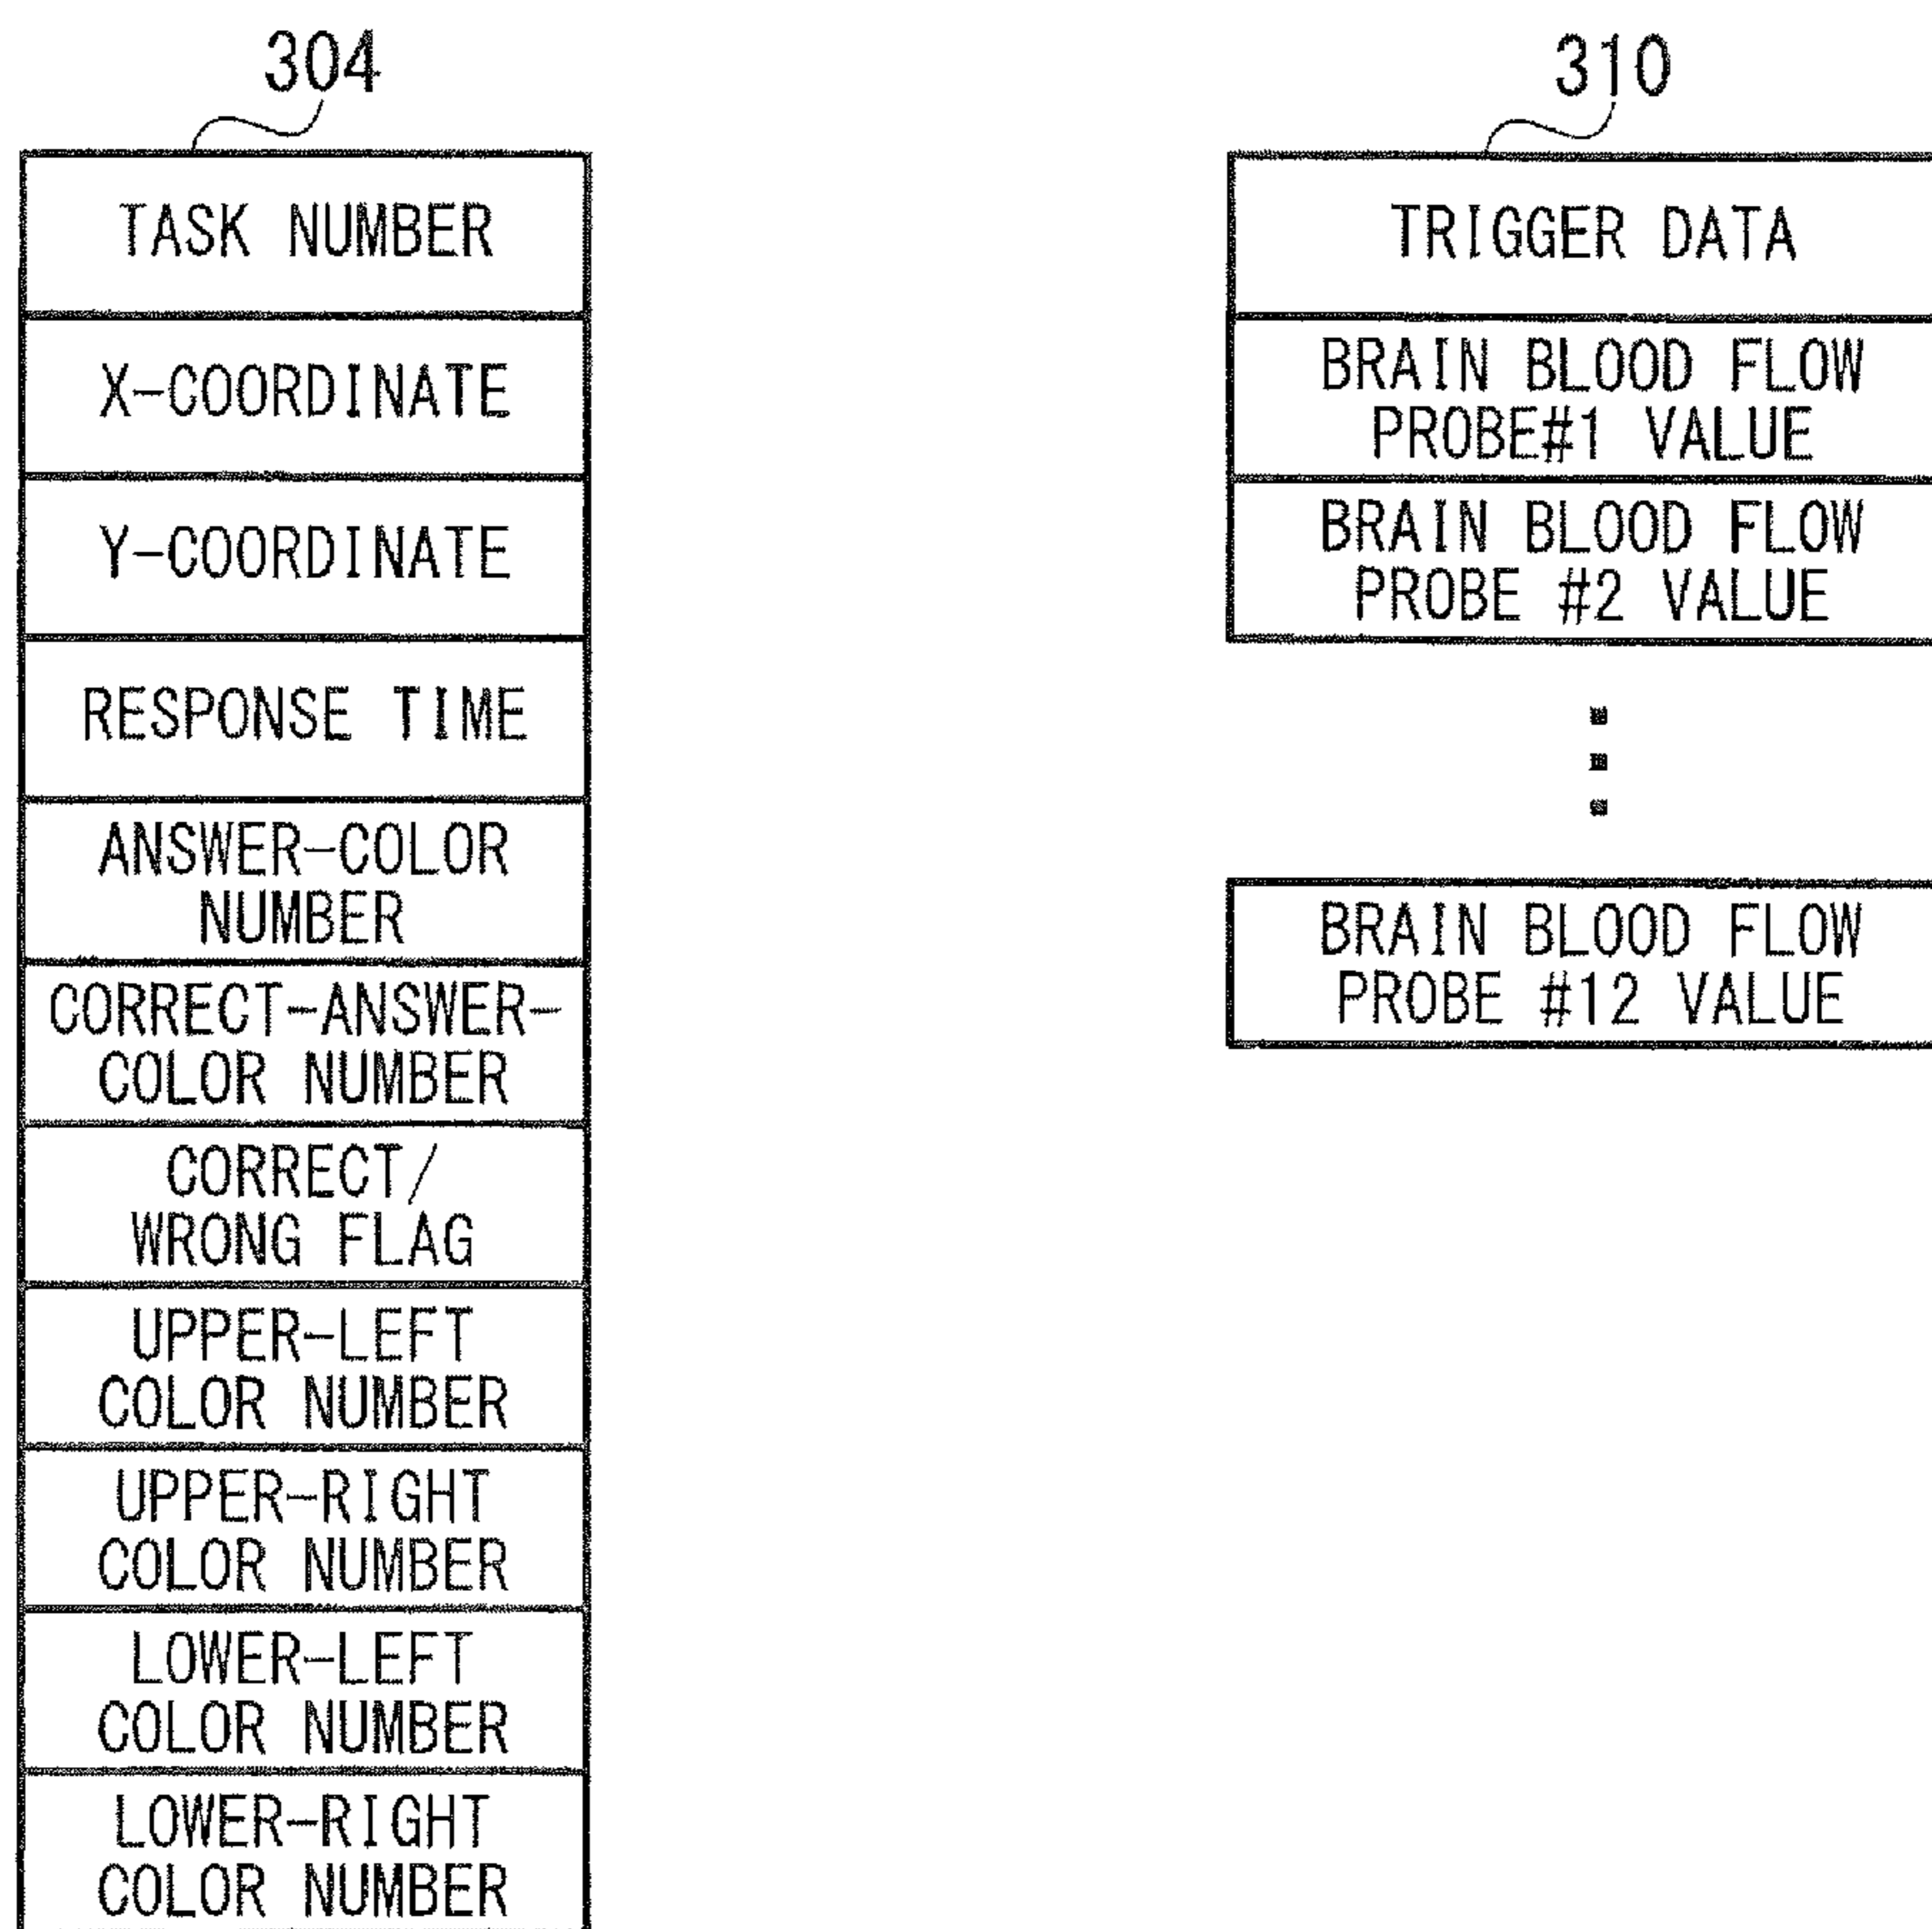 304
TASK NUMBER
X-COORDINATE
Y-COORDINATE
RESPONSE TIME
ANSWER-COLOR
NUMBER
CORRECT-ANSWER-
COLOR NUMBER
CORRECT/
WRONG FLAG
UPPER-LEFT
COLOR NUMBER
UPPER-RIGHT
COLOR NUMBER
LOWER-LEFT
COLOR NUMBER
LOWER-RIGHT
COLOR NUMBER
310
TRIGGER DATA
BRAIN BLOOD FLOW
PROBE#1 VALUE
BRAIN BLOOD FLOW
PROBE #2 VALUE
BRAIN BLOOD FLOW
PROBE #12 VALUE